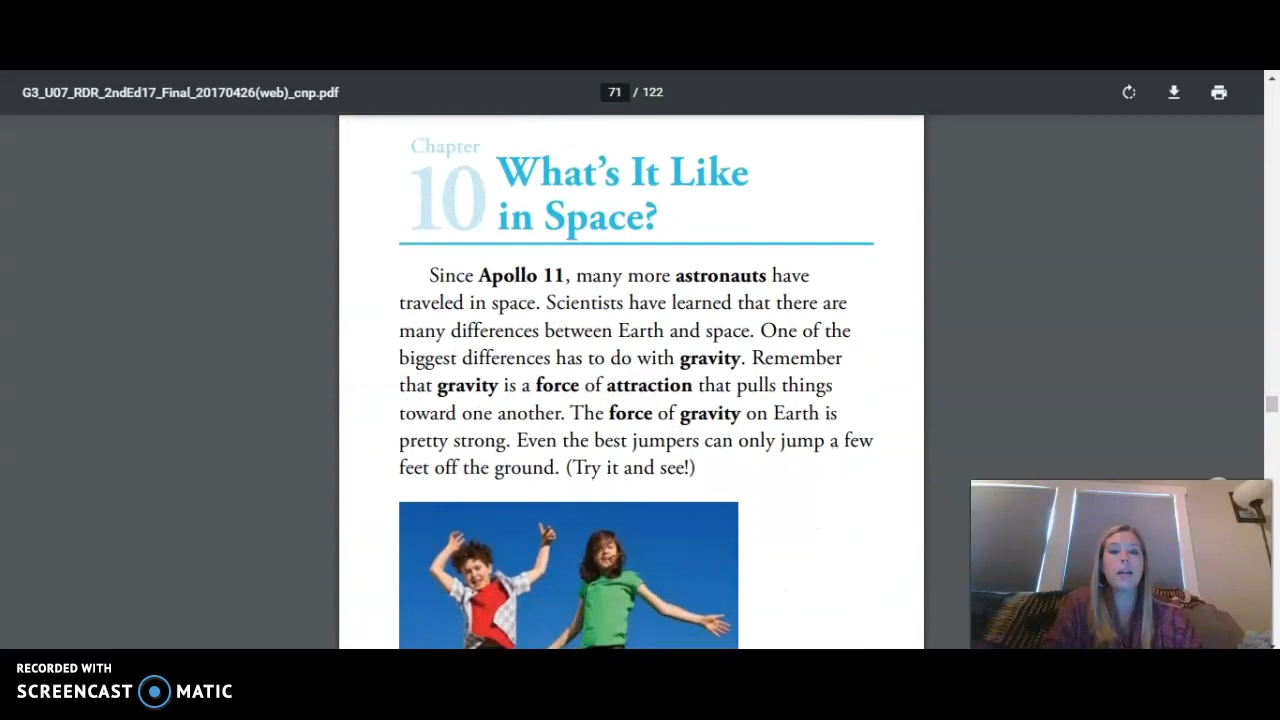 G3_U07_RDR_2ndEd17_Final_20170426(web)_cnp.pdf
71 / 122
Chapter
10
What's It Like
in Space?
Since Apollo 11, many more astronauts have
traveled in space. Scientists have learned that there are
many differences between Earth and space. One of the
biggest differences has to do with gravity. Remember
that gravity is a force of attraction that pulls things
toward one another. The force of gravity on Earth is
pretty strong. Even the best jumpers can only jump a few
feet off the ground. (Try it and see!)
RECORDED WITH
SCREENCAST MATIC